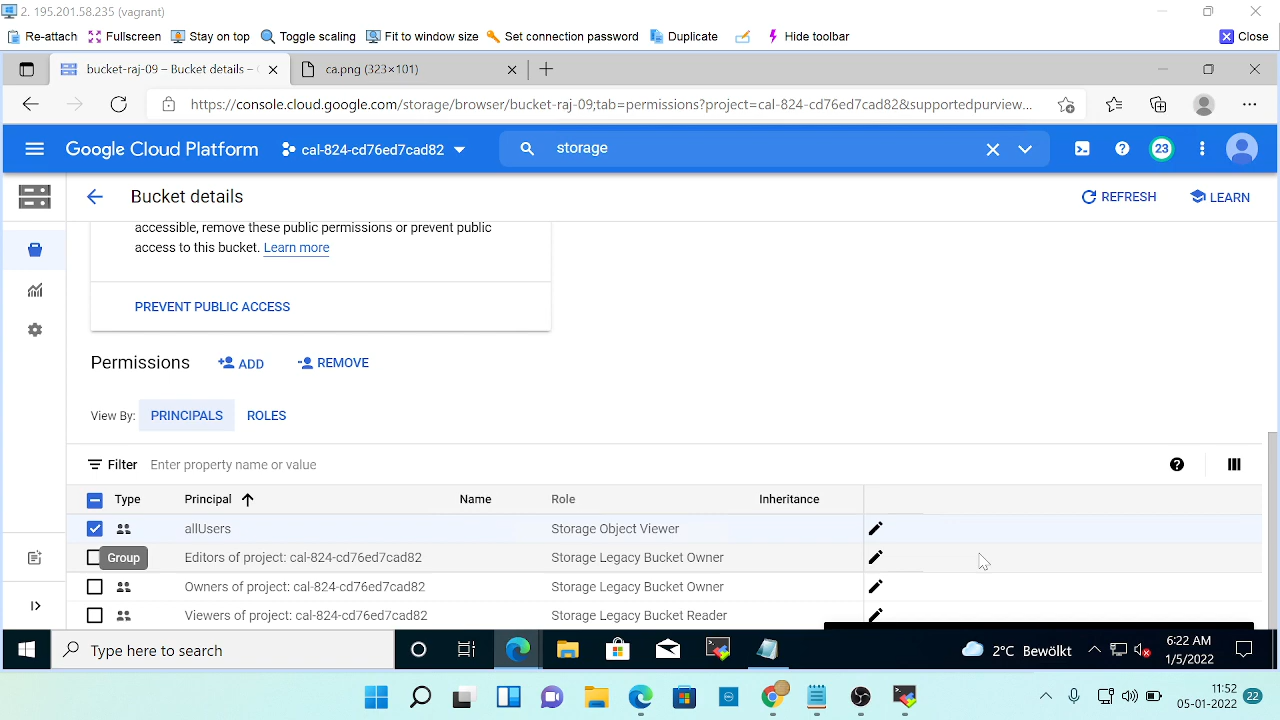 2. 195.201.58.235 (vagrant)
Re-attach Fullscreen Stay on top Toggle scaling Fit to window size Set connection password Duplicate Hide toolbar Close
bucket-raj-09 – Bucket details – ca.png (323×101)
https://console.cloud.google.com/storage/browser/bucket-raj-09;tab=permissions?project=cal-824-cd76ed7cad82&supportedpurview...
Google Cloud Platform cal-824-cd76ed7cad82 storage 23
Bucket details REFRESH LEARN
accessible, remove these public permissions or prevent public
access to this bucket. Learn more
PREVENT PUBLIC ACCESS
Permissions ADD REMOVE
View By: PRINCIPALS ROLES
Filter Enter property name or value
Type Principal Name Role Inheritance
allUsers Storage Object Viewer
Group Editors of project: cal-824-cd76ed7cad82 Storage Legacy Bucket Owner
Owners of project: cal-824-cd76ed7cad82 Storage Legacy Bucket Owner
Viewers of project: cal-824-cd76ed7cad82 Storage Legacy Bucket Reader
Type here to search 2°C Bewölkt 6:22 AM
1/5/2022
11:52
05-01-2022 22